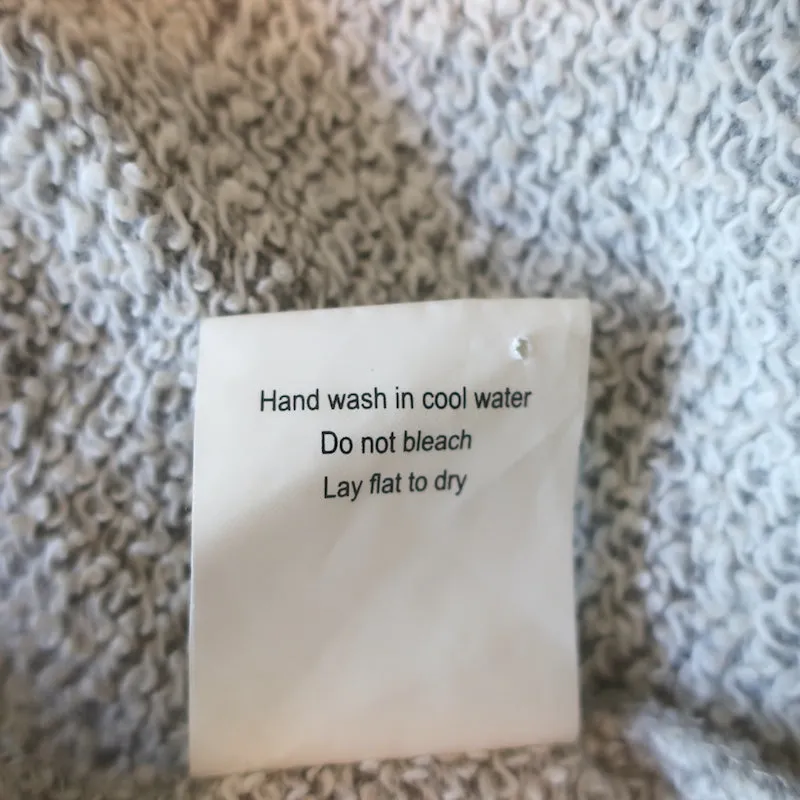 Hand wash in cool water
Do not bleach
Lay flat to dry